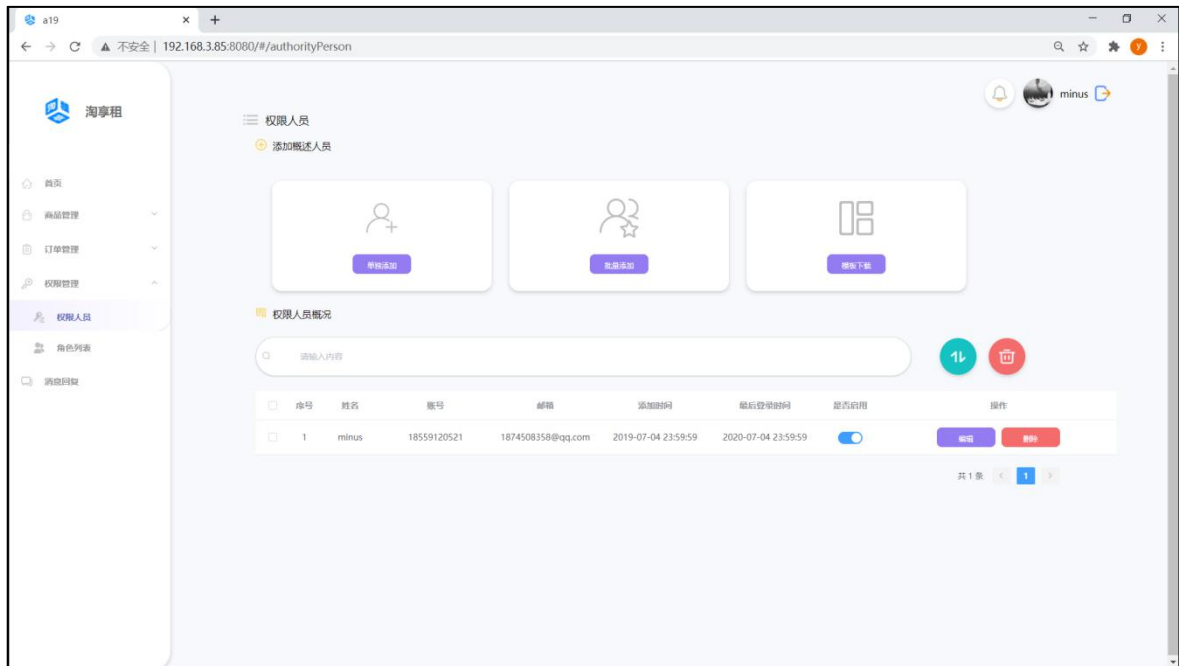 a19
不安全 | 192.168.3.85:8080/#/authorityPerson
y
淘享租
minus
权限人员
添加概述人员
首页
商品管理
订单管理
权限管理
权限人员
角色列表
消息回复
单独添加
批量添加
模板下载
权限人员概况
请输入内容
序号 姓名 账号 邮箱 添加时间 最后登录时间 是否启用 操作
1 minus 18559120521 1874508358@qq.com 2019-07-04 23:59:59 2020-07-04 23:59:59 编辑 删除
共 1 条 < 1 >